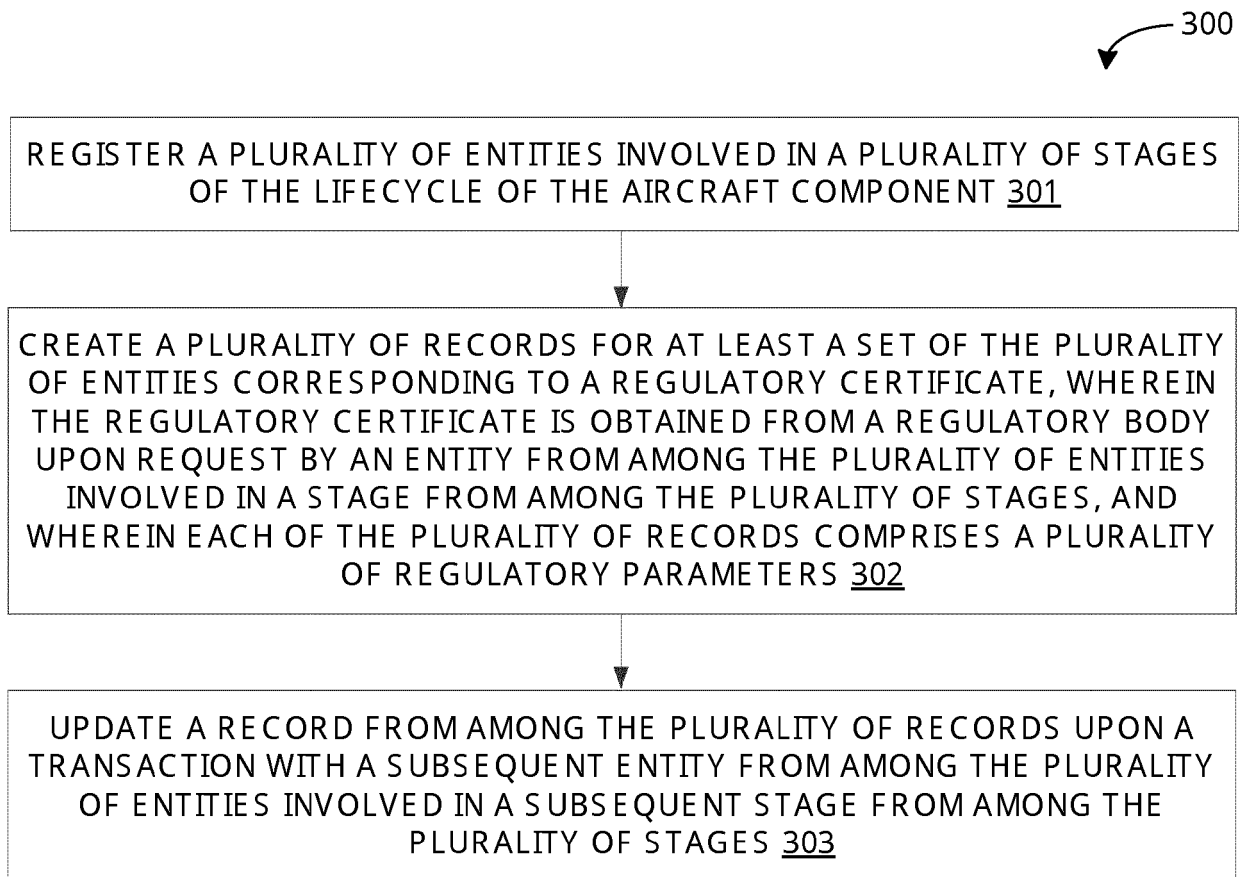 300
REGISTER A PLURALITY OF ENTITIES INVOLVED IN A PLURALITY OF STAGES
OF THE LIFECYCLE OF THE AIRCRAFT COMPONENT 301
CREATE A PLURALITY OF RECORDS FOR AT LEAST A SET OF THE PLURALITY
OF ENTITIES CORRESPONDING TO A REGULATORY CERTIFICATE, WHEREIN
THE REGULATORY CERTIFICATE IS OBTAINED FROM A REGULATORY BODY
UPON REQUEST BY AN ENTITY FROM AMONG THE PLURALITY OF ENTITIES
INVOLVED IN A STAGE FROM AMONG THE PLURALITY OF STAGES, AND
WHEREIN EACH OF THE PLURALITY OF RECORDS COMPRISES A PLURALITY
OF REGULATORY PARAMETERS 302
UPDATE A RECORD FROM AMONG THE PLURALITY OF RECORDS UPON A
TRANSACTION WITH A SUBSEQUENT ENTITY FROM AMONG THE PLURALITY
OF ENTITIES INVOLVED IN A SUBSEQUENT STAGE FROM AMONG THE
PLURALITY OF STAGES 303